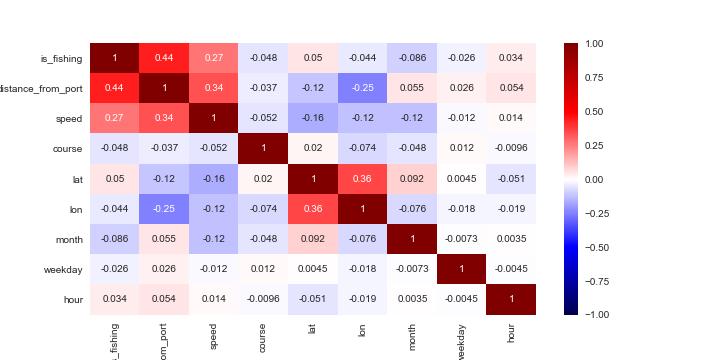 is_fishing 1 0.44 0.27 -0.048 0.05 -0.044 -0.086 -0.026 0.034
distance_from_port 0.44 1 0.34 -0.037 -0.12 -0.25 0.055 0.026 0.054
speed 0.27 0.34 1 -0.052 -0.16 -0.12 -0.12 -0.012 0.014
course -0.048 -0.037 -0.052 1 0.02 -0.074 -0.048 0.012 -0.0096
lat 0.05 -0.12 -0.16 0.02 1 0.36 0.092 0.0045 -0.051
lon -0.044 -0.25 -0.12 -0.074 0.36 1 -0.076 -0.018 -0.019
month -0.086 0.055 -0.12 -0.048 0.092 -0.076 1 -0.0073 0.0035
weekday -0.026 0.026 -0.012 0.012 0.0045 -0.018 -0.0073 1 -0.0045
hour 0.034 0.054 0.014 -0.0096 -0.051 -0.019 0.0035 -0.0045 1
s_fishing om_port speed course lat lon month eekday hour
1.00
0.75
0.50
0.25
0.00
−0.25
−0.50
−0.75
−1.00